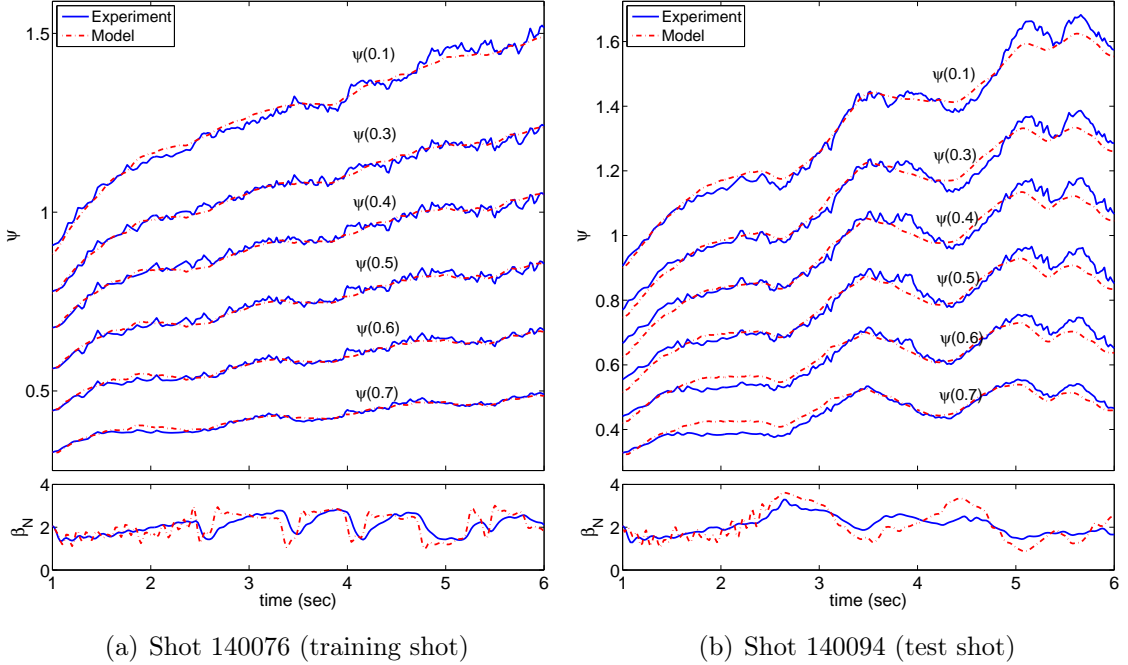 Experiment
Model
1.5
1
0.5
ψ
ψ(0.1)
ψ(0.3)
ψ(0.4)
ψ(0.5)
ψ(0.6)
ψ(0.7)
4
2
0
β_N
1 2 3 4 5 6
time (sec)
(a) Shot 140076 (training shot)
Experiment
Model
1.6
1.4
1.2
1
0.8
0.6
0.4
ψ
ψ(0.1)
ψ(0.3)
ψ(0.4)
ψ(0.5)
ψ(0.6)
ψ(0.7)
4
2
0
β_N
1 2 3 4 5 6
time (sec)
(b) Shot 140094 (test shot)